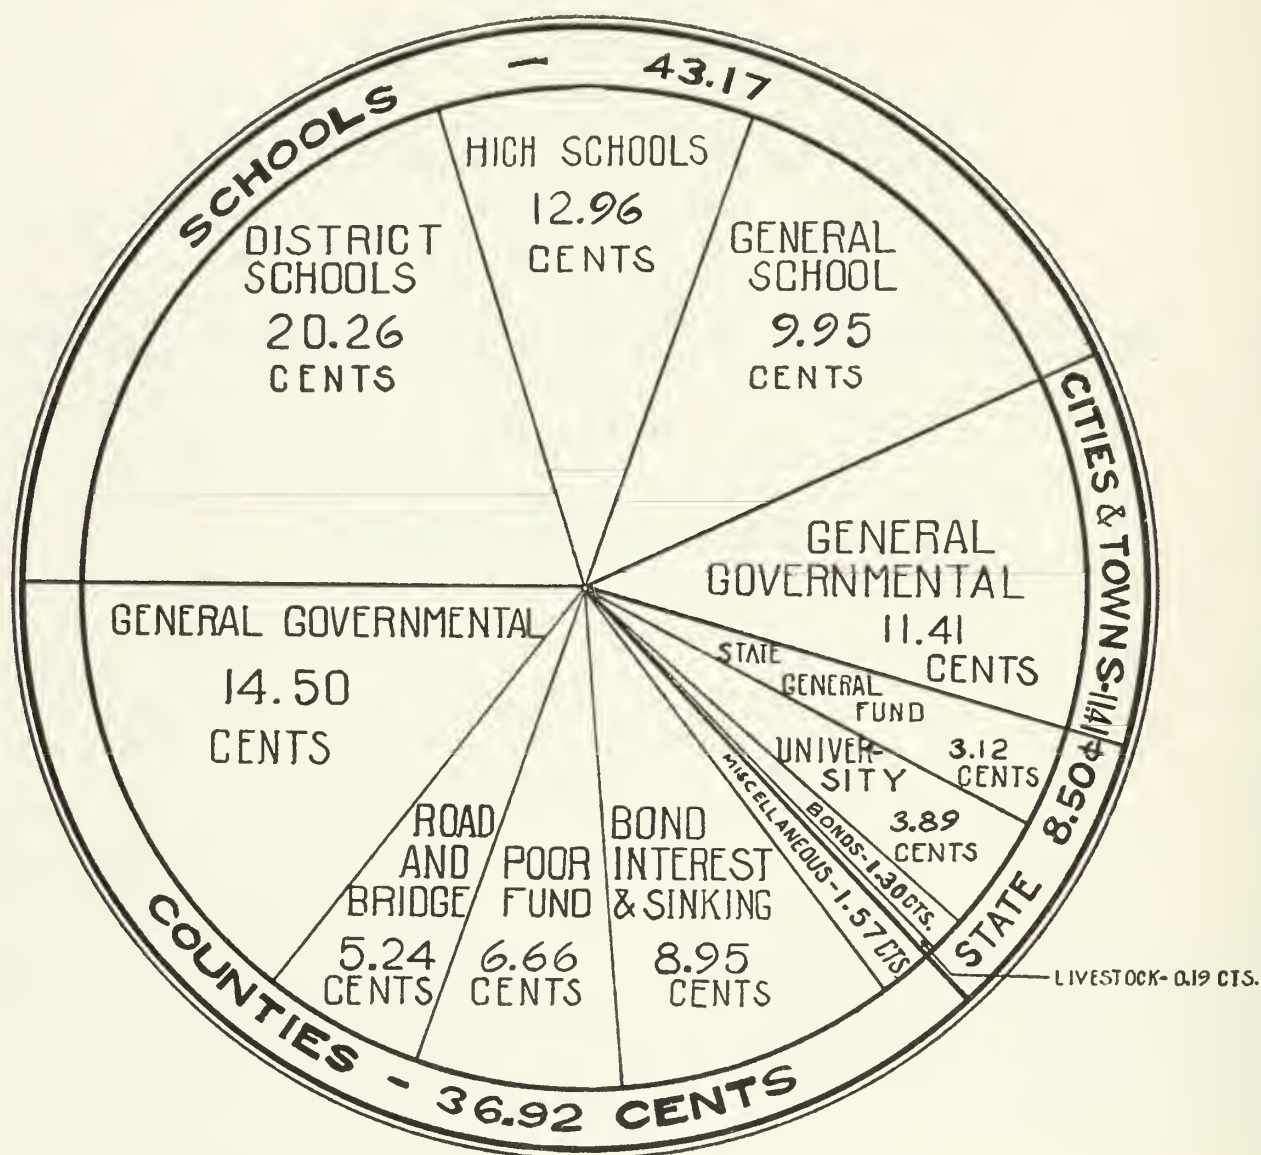 SCHOOLS - 43.17
DISTRICT
SCHOOLS
20.26
CENTS
HIGH SCHOOLS
12.96
CENTS
GENERAL
SCHOOL
9.95
CENTS
CITIES & TOWNS-11.41¢
GENERAL
GOVERNMENTAL
11.41
CENTS
STATE 8.50
STATE
GENERAL
FUND
3.12
CENTS
UNIVER-
SITY
3.89
CENTS
BONDS-1.30CTS.
LIVESTOCK-0.19 CTS.
COUNTIES - 36.92 CENTS
MISCELLANEOUS-1.57 CTS
BOND
INTEREST
& SINKING
8.95
CENTS
POOR
FUND
6.66
CENTS
ROAD
AND
BRIDGE
5.24
CENTS
GENERAL GOVERNMENTAL
14.50
CENTS